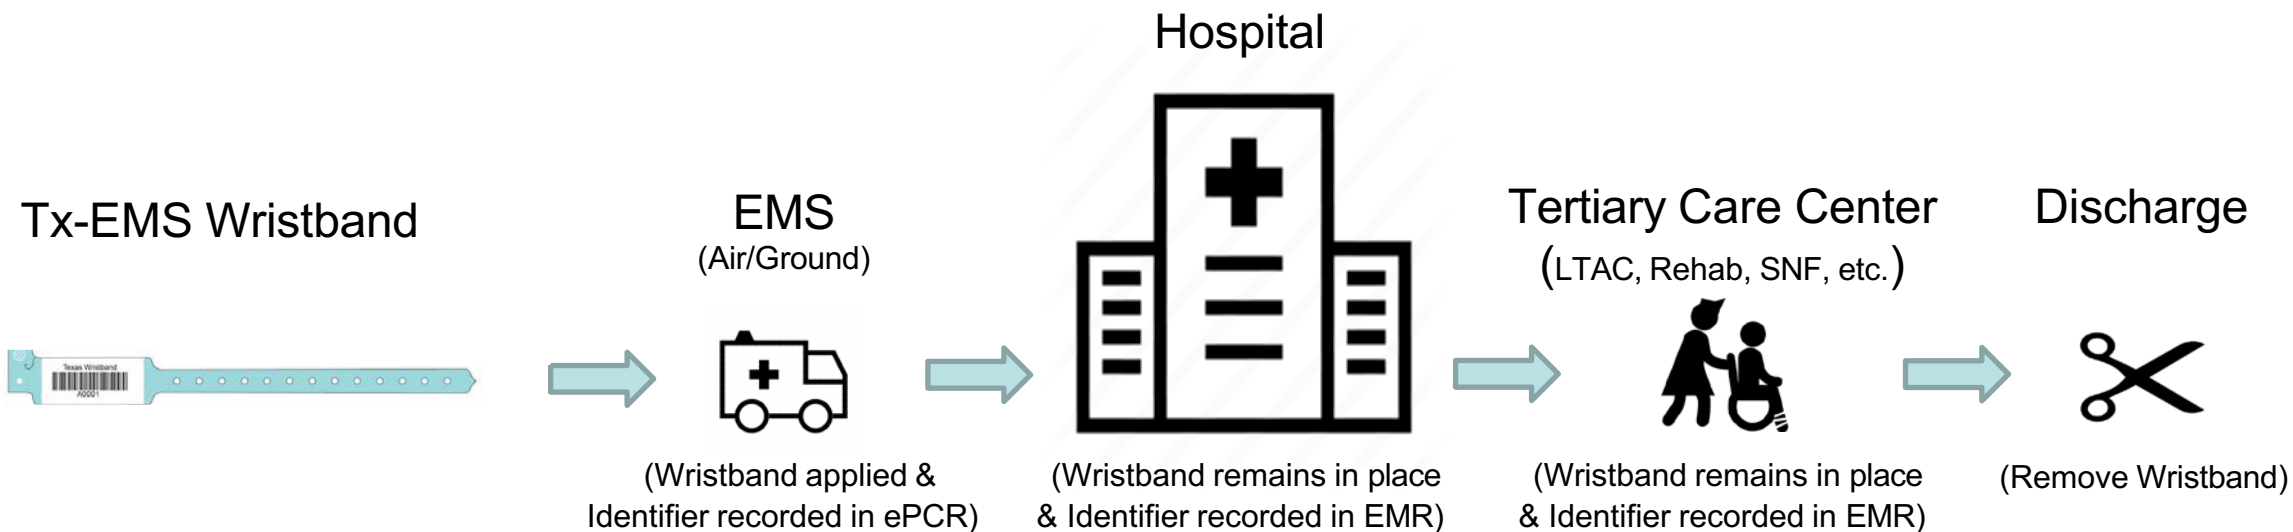 Tx-EMS Wristband
Texas Wristband
A0001
EMS
(Air/Ground)
(Wristband applied &
Identifier recorded in ePCR)
Hospital
(Wristband remains in place
& Identifier recorded in EMR)
Tertiary Care Center
(LTAC, Rehab, SNF, etc.)
(Wristband remains in place
& Identifier recorded in EMR)
Discharge
(Remove Wristband)